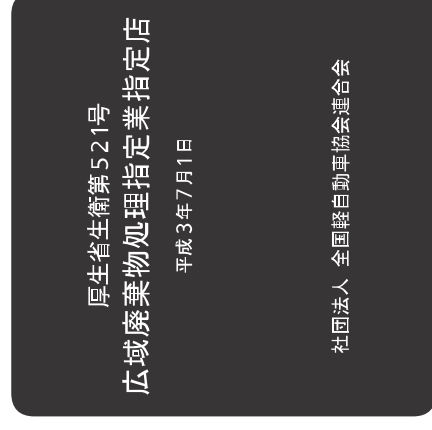 厚生省生衛第521号
広域廃棄物処理指定業指定店
平成3年7月1日
社団法人 全国軽自動車協会連合会